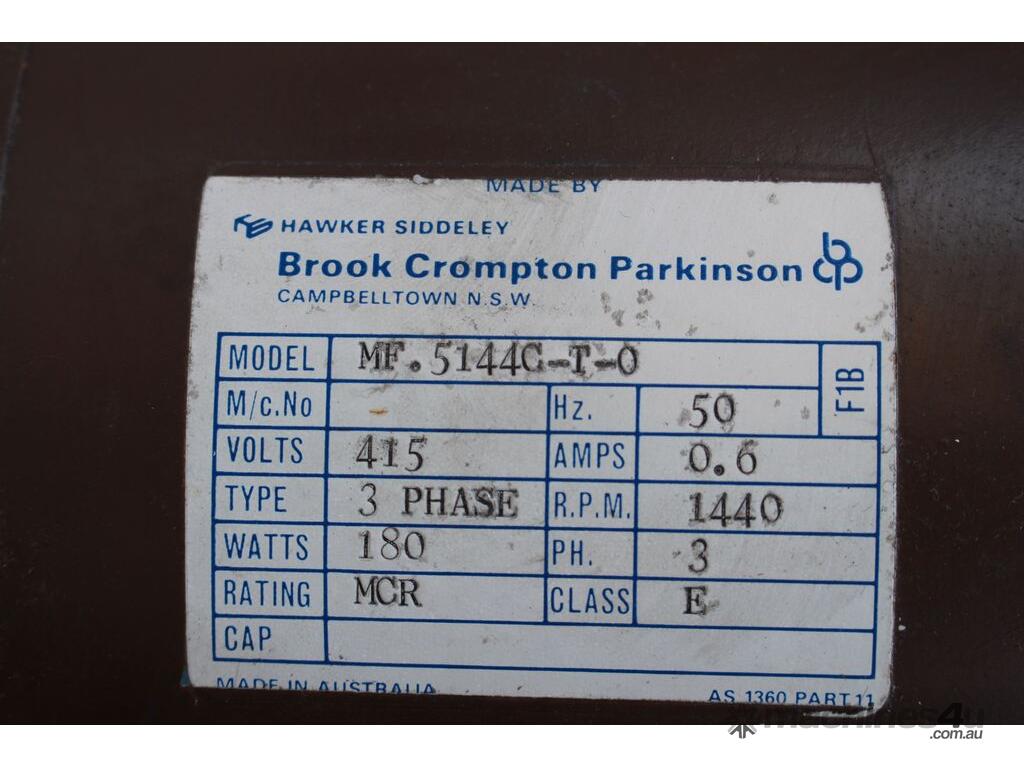 MADE BY
HAWKER SIDDELEY
Brook Crompton Parkinson bcp
CAMPBELLTOWN N.S.W.
MODEL MF.5144C-T-0 F1B
M/c.No - Hz. 50
VOLTS 415 AMPS 0.6
TYPE 3 PHASE R.P.M. 1440
WATTS 180 PH. 3
RATING MCR CLASS E
CAP
MADE IN AUSTRALIA AS 1360 PART 11
machines4u
.com.au